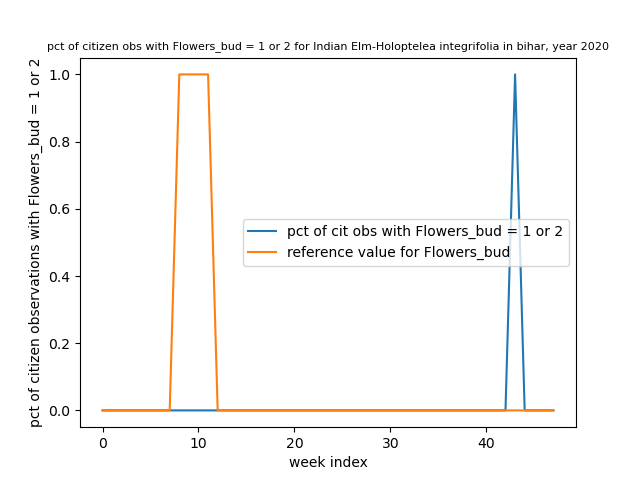 pct of citizen obs with Flowers_bud = 1 or 2 for Indian Elm-Holoptelea integrifolia in bihar, year 2020
pct of citizen observations with Flowers_bud = 1 or 2
1.0
0.8
0.6
0.4
0.2
0.0
pct of cit obs with Flowers_bud = 1 or 2
reference value for Flowers_bud
0 10 20 30 40
week index